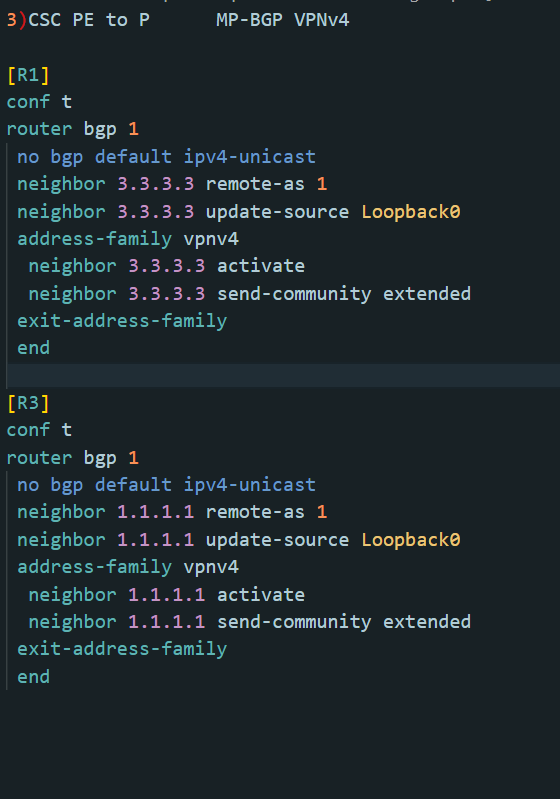 3)CSC PE to P      MP-BGP VPNv4
[R1]
conf t
router bgp 1
 no bgp default ipv4-unicast
 neighbor 3.3.3.3 remote-as 1
 neighbor 3.3.3.3 update-source Loopback0
 address-family vpnv4
  neighbor 3.3.3.3 activate
  neighbor 3.3.3.3 send-community extended
 exit-address-family
 end
[R3]
conf t
router bgp 1
 no bgp default ipv4-unicast
 neighbor 1.1.1.1 remote-as 1
 neighbor 1.1.1.1 update-source Loopback0
 address-family vpnv4
  neighbor 1.1.1.1 activate
  neighbor 1.1.1.1 send-community extended
 exit-address-family
 end